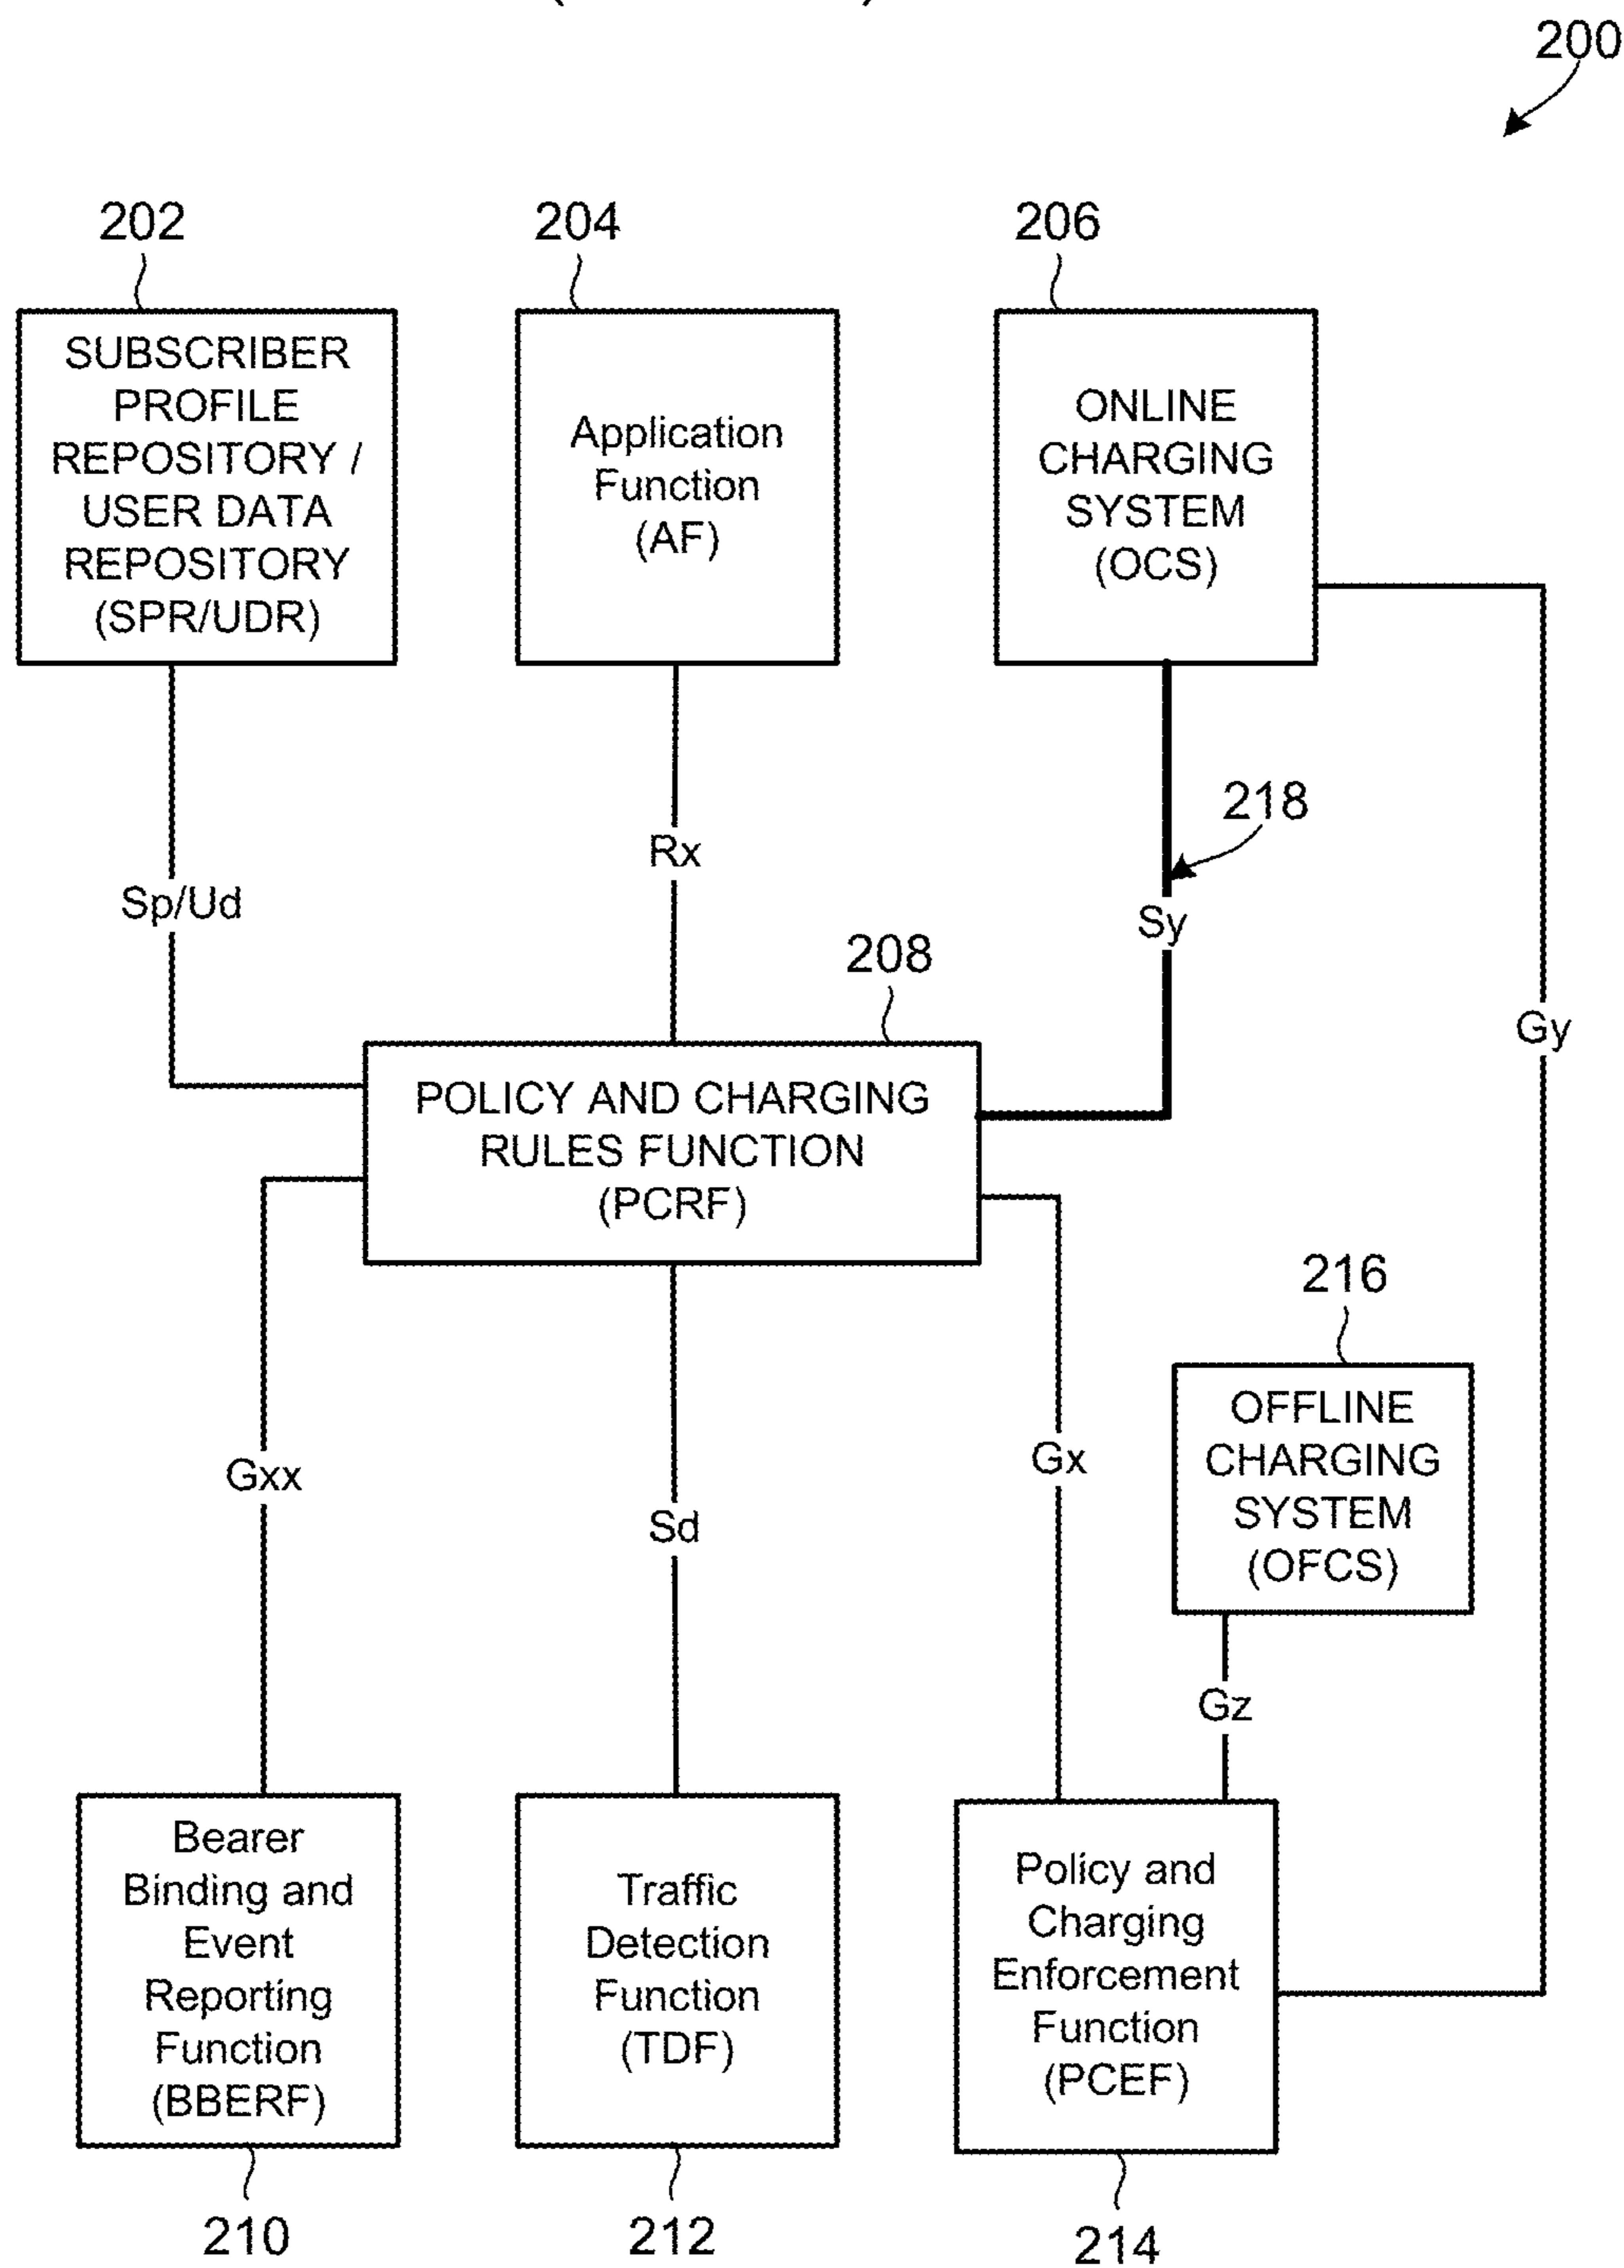 200
202
204
206
SUBSCRIBER
PROFILE
REPOSITORY /
USER DATA
REPOSITORY
(SPR/UDR)
Application
Function
(AF)
ONLINE
CHARGING
SYSTEM
(OCS)
218
Rx
Sp/Ud
Sy
208
Gy
POLICY AND CHARGING
RULES FUNCTION
(PCRF)
216
OFFLINE
CHARGING
SYSTEM
(OFCS)
Gxx
Sd
Gx
Gz
Bearer
Binding and
Event
Reporting
Function
(BBERF)
Traffic
Detection
Function
(TDF)
Policy and
Charging
Enforcement
Function
(PCEF)
210
212
214